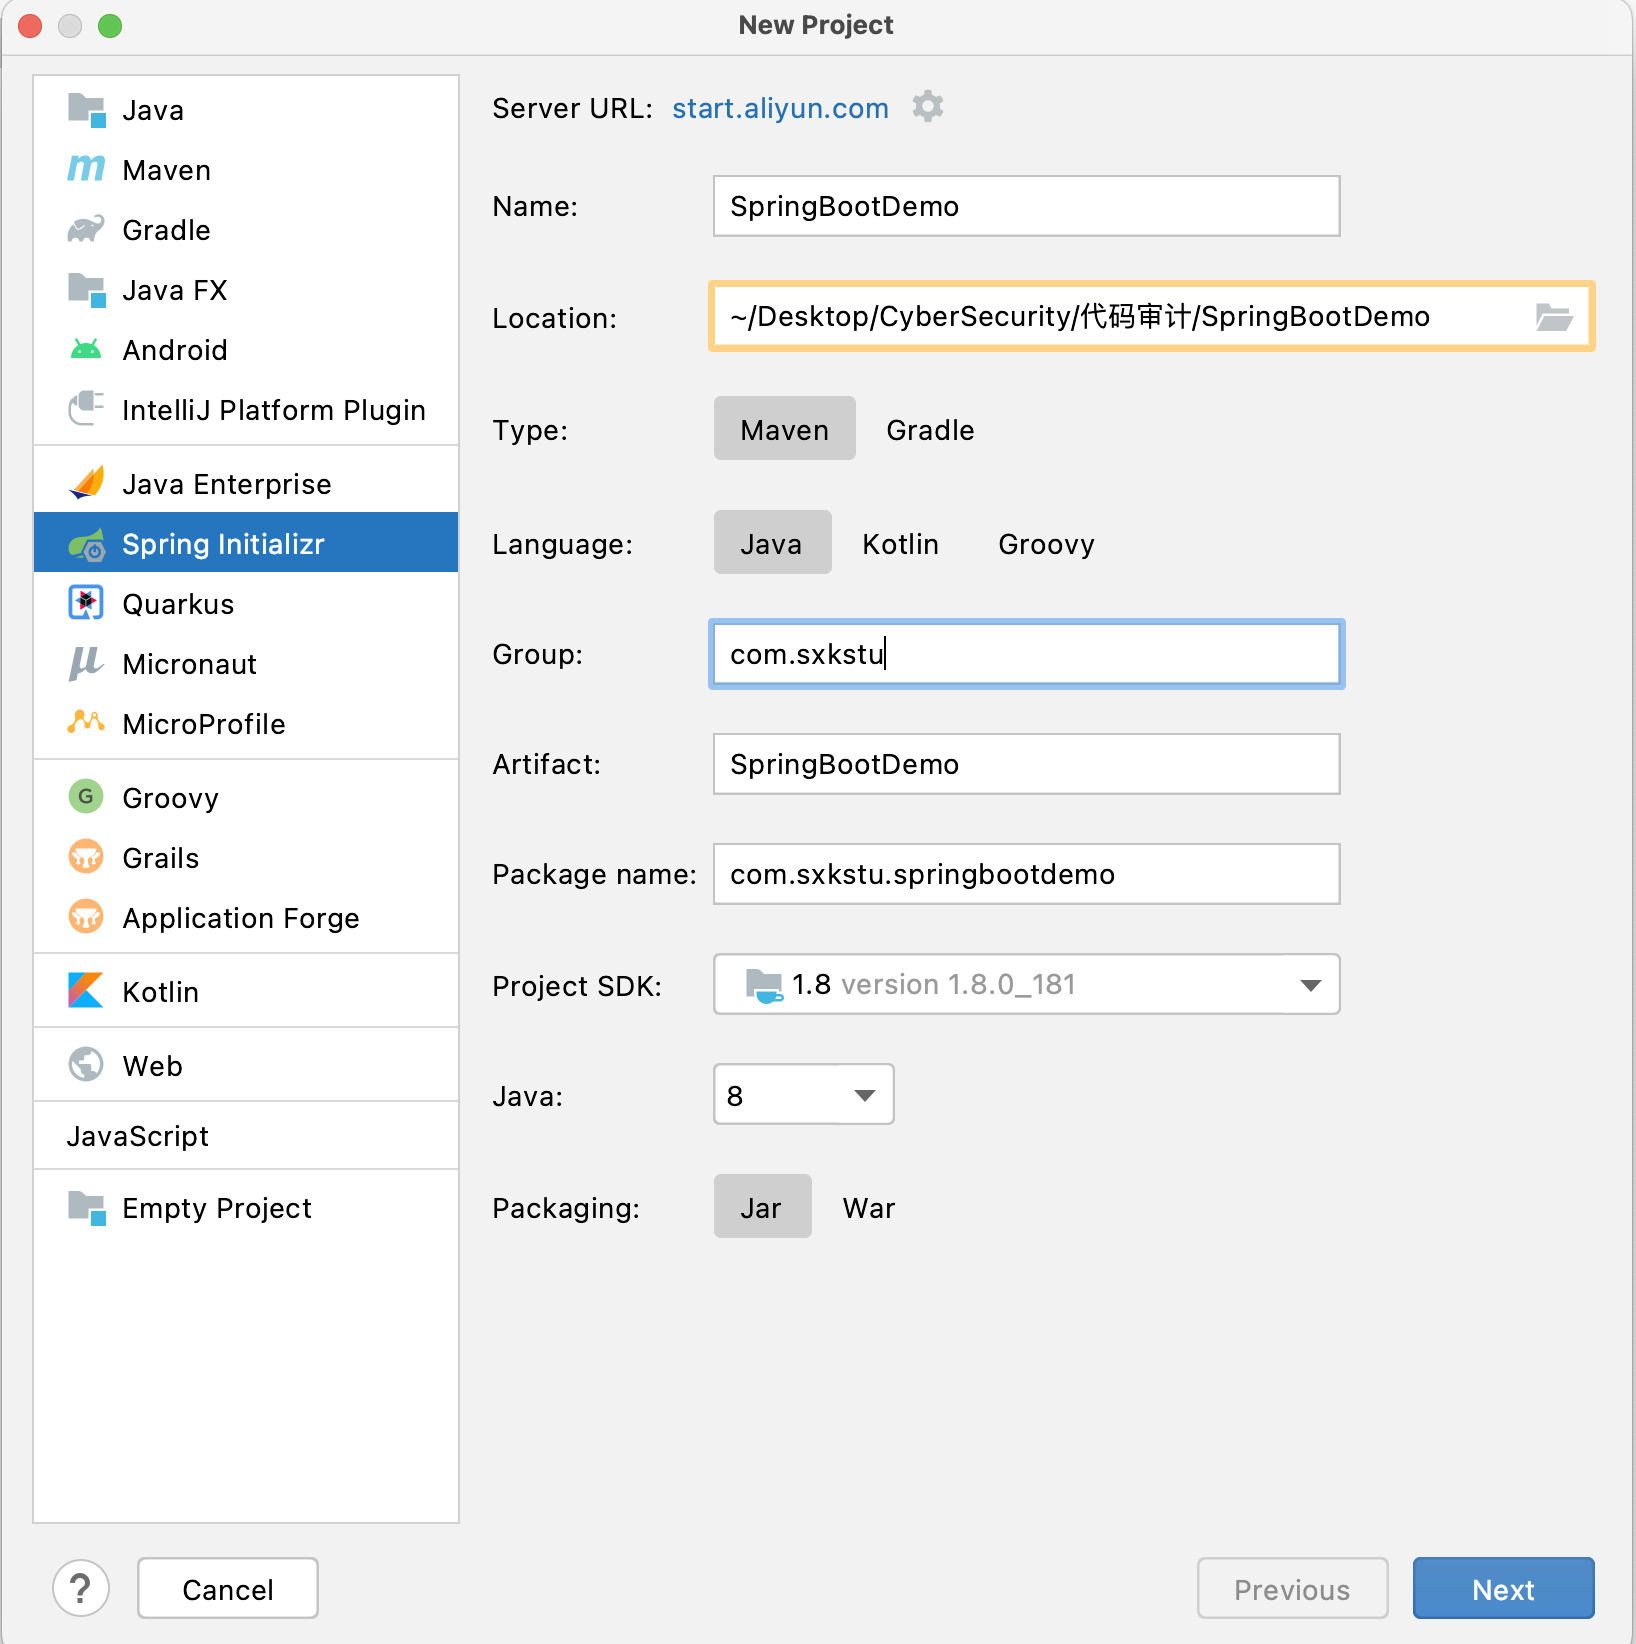 New Project
Java
Maven
Gradle
Java FX
Android
IntelliJ Platform Plugin
Java Enterprise
Spring Initializr
Quarkus
Micronaut
MicroProfile
G Groovy
Grails
Application Forge
Kotlin
Web
JavaScript
Empty Project
Server URL: start.aliyun.com
Name: SpringBootDemo
Location: ~/Desktop/CyberSecurity/代码审计/SpringBootDemo
Type: Maven Gradle
Language: Java Kotlin Groovy
Group: com.sxkstu
Artifact: SpringBootDemo
Package name: com.sxkstu.springbootdemo
Project SDK: 1.8 version 1.8.0_181
Java: 8
Packaging: Jar War
? Cancel Previous Next